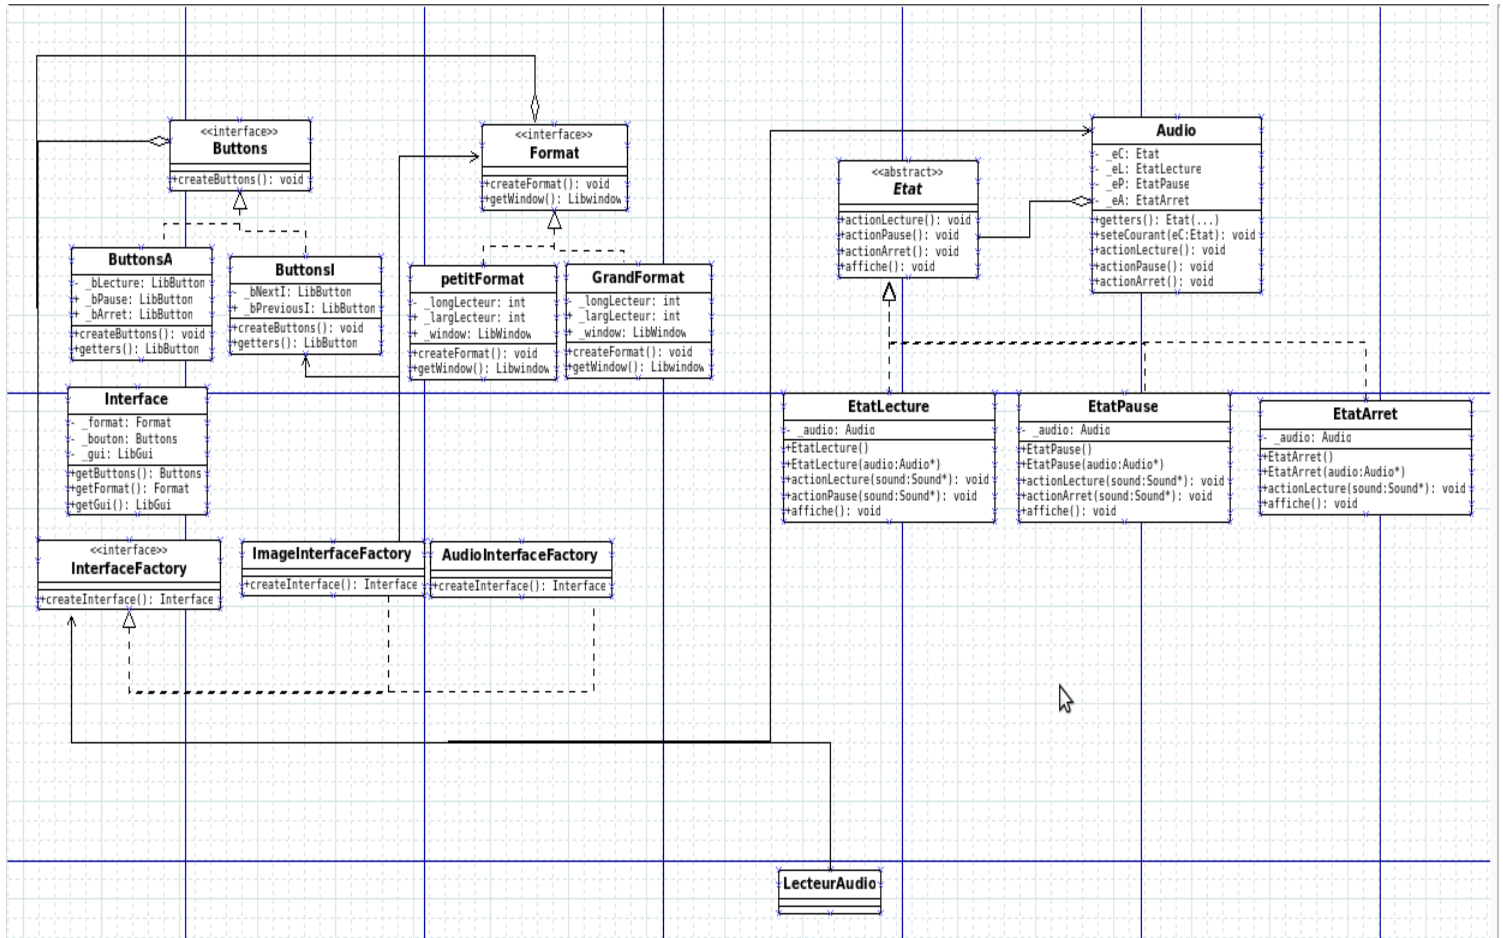 <<interface>>
Buttons
+createButtons(): void
<<interface>>
Format
+createFormat(): void
+getWindow(): Libwindow
ButtonsA
- _bLecture: LibButton
+ _bPause: LibButton
+ _bArret: LibButton
+createButtons(): void
+getters(): LibButton
ButtonsI
- _bNextI: LibButton
+ _bPreviousI: LibButton
+createButtons(): void
+getters(): LibButton
petitFormat
- _longLecteur: int
+ _largLecteur: int
+ _window: LibWindow
+createFormat(): void
+getWindow(): Libwindow
GrandFormat
- _longLecteur: int
+ _largLecteur: int
+ _window: LibWindow
+createFormat(): void
+getWindow(): Libwindow
<<abstract>>
Etat
+actionLecture(): void
+actionPause(): void
+actionArret(): void
+affiche(): void
Audio
- _eC: Etat
- _eL: EtatLecture
- _eP: EtatPause
- _eA: EtatArret
+getters(): Etat(...)
+seteCourant(eC:Etat): void
+actionLecture(): void
+actionPause(): void
+actionArret(): void
Interface
- _format: Format
- _bouton: Buttons
- _gui: LibGui
+getButtons(): Buttons
+getFormat(): Format
+getGui(): LibGui
EtatLecture
- _audio: Audio
+EtatLecture()
+EtatLecture(audio:Audio*)
+actionLecture(sound:Sound*): void
+actionPause(sound:Sound*): void
+affiche(): void
EtatPause
- _audio: Audio
+EtatPause()
+EtatPause(audio:Audio*)
+actionLecture(sound:Sound*): void
+actionArret(sound:Sound*): void
+affiche(): void
EtatArret
- _audio: Audio
+EtatArret()
+EtatArret(audio:Audio*)
+actionLecture(sound:Sound*): void
+affiche(): void
<<interface>>
InterfaceFactory
+createInterface(): Interface
ImageInterfaceFactory
+createInterface(): Interface
AudioInterfaceFactory
+createInterface(): Interface
LecteurAudio